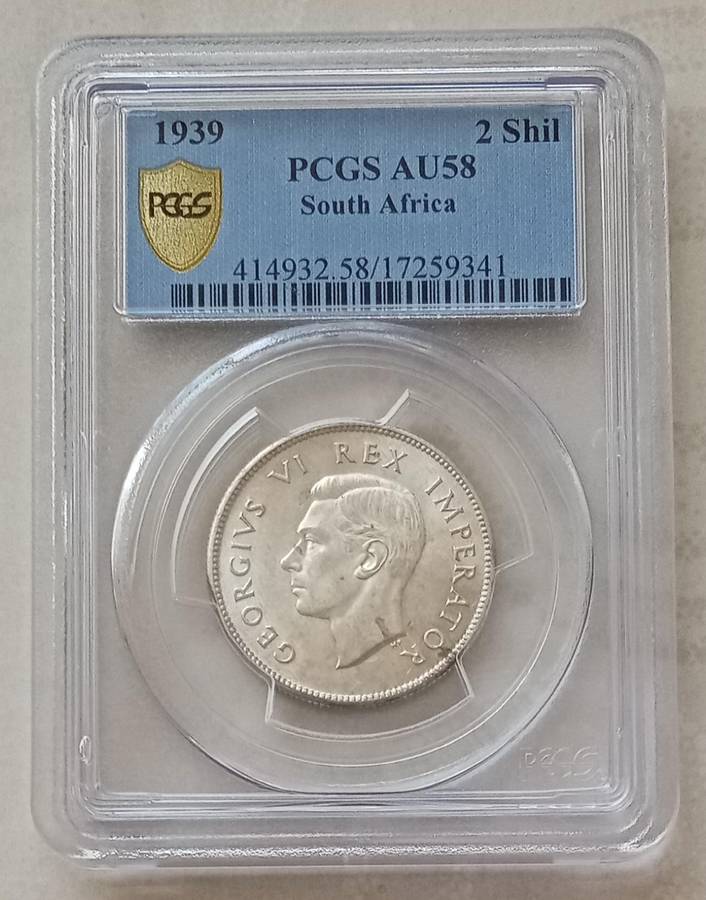 1939
2 Shil
PCGS AU58
South Africa
PCGS
414932.58/17259341
GEORGIVS VI REX IMPERATOR
PCGS